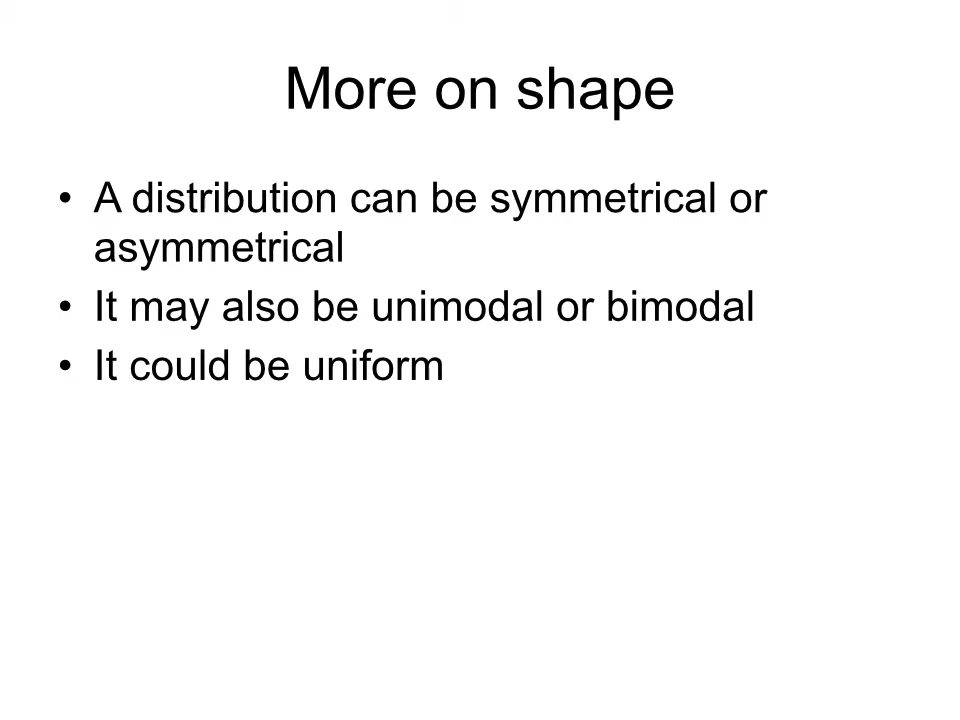 More on shape
• A distribution can be symmetrical or
asymmetrical
• It may also be unimodal or bimodal
• It could be uniform